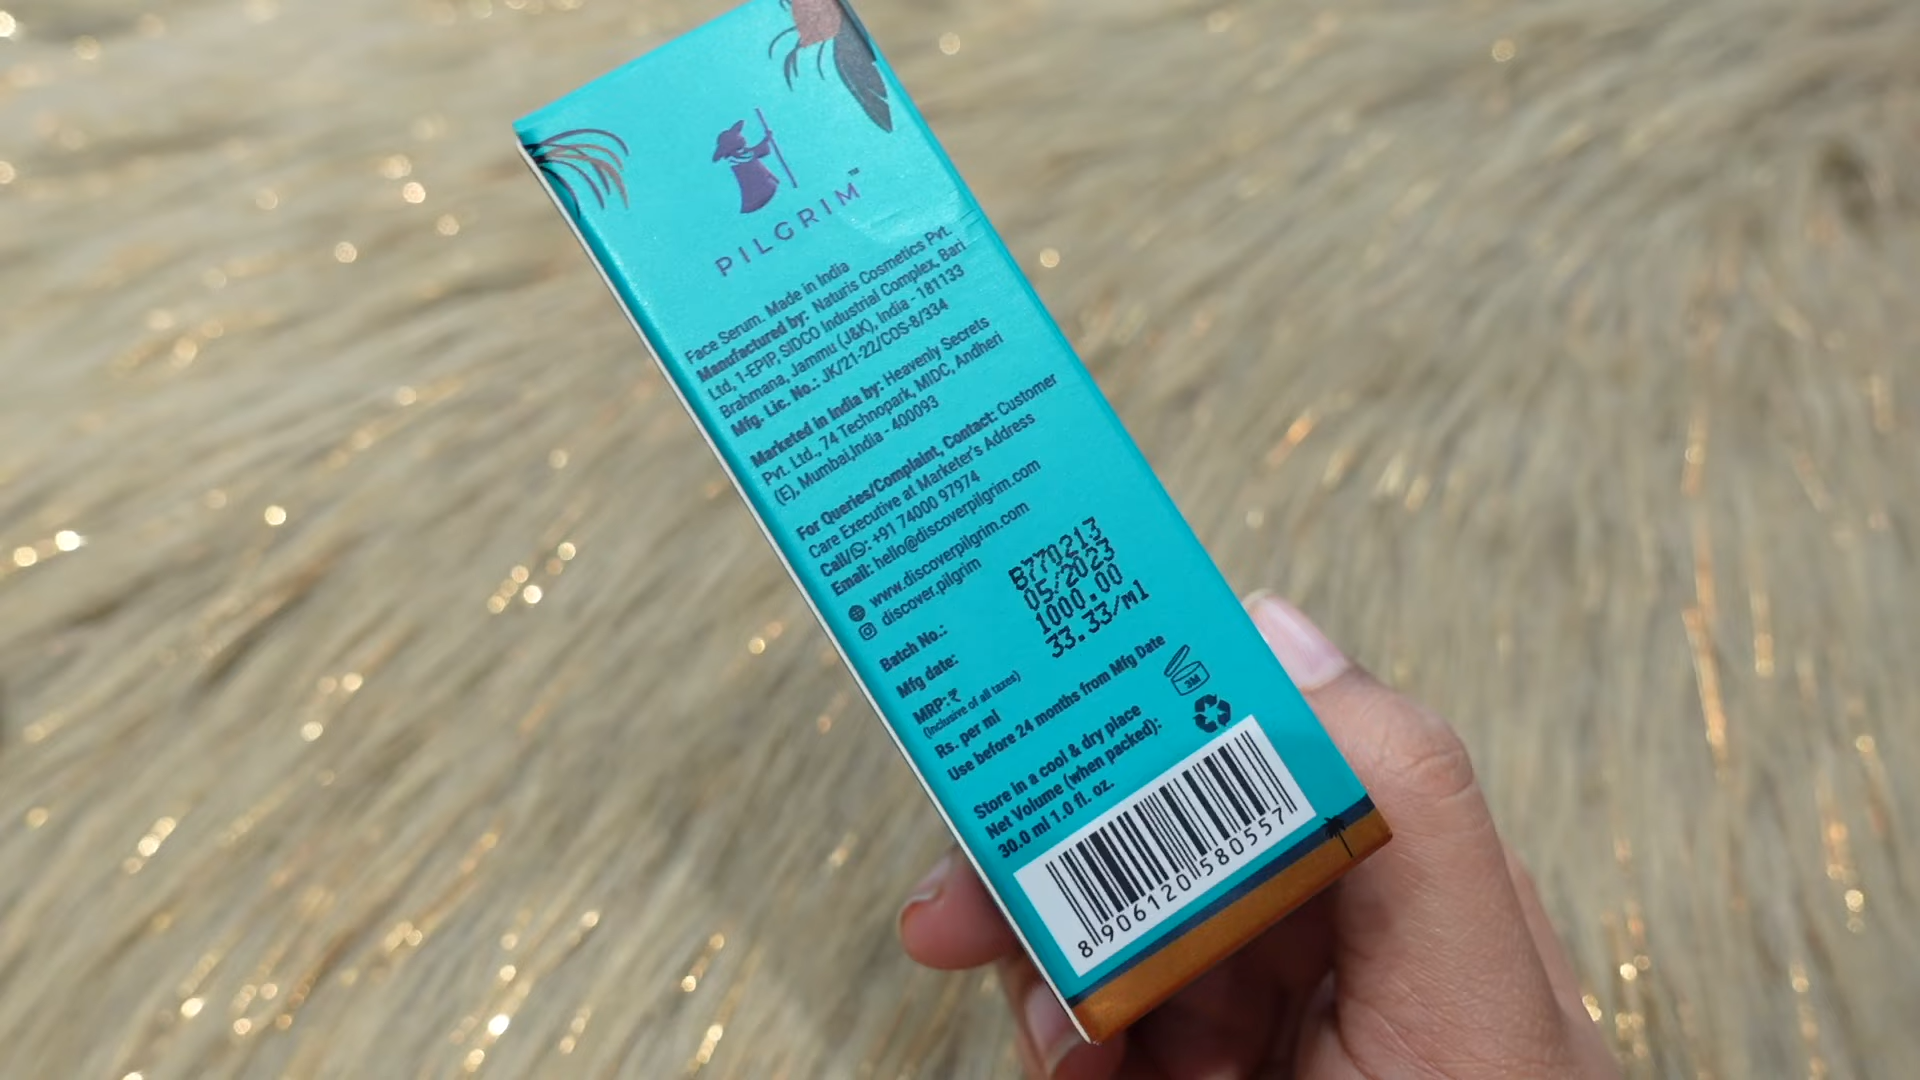 PILGRIM™
Face Serum. Made in India
Manufactured by: Naturis Cosmetics Pvt.
Ltd, 1-EPIP, SIDCO Industrial Complex, Bari
Brahmana, Jammu (J&K), India - 181133
Mfg. Lic. No.: JK/21-22/COS-8/334
Marketed in India by: Heavenly Secrets
Pvt. Ltd., 74 Technopark, MIDC, Andheri
(E), Mumbai,India - 400093
For Queries/Complaint, Contact: Customer
Care Executive at Marketer's Address
Call/: +91 74000 97974
Email: hello@discoverpilgrim.com
www.discoverpilgrim.com
discover.pilgrim
Batch No.: B770213
Mfg date: 05/2023
MRP:₹ 1000.00
(inclusive of all taxes)
Rs. per ml 33.33/ml
Use before 24 months from Mfg Date
3M
Store in a cool & dry place
Net Volume (when packed):
30.0 ml 1.0 fl. oz.
8906120580557